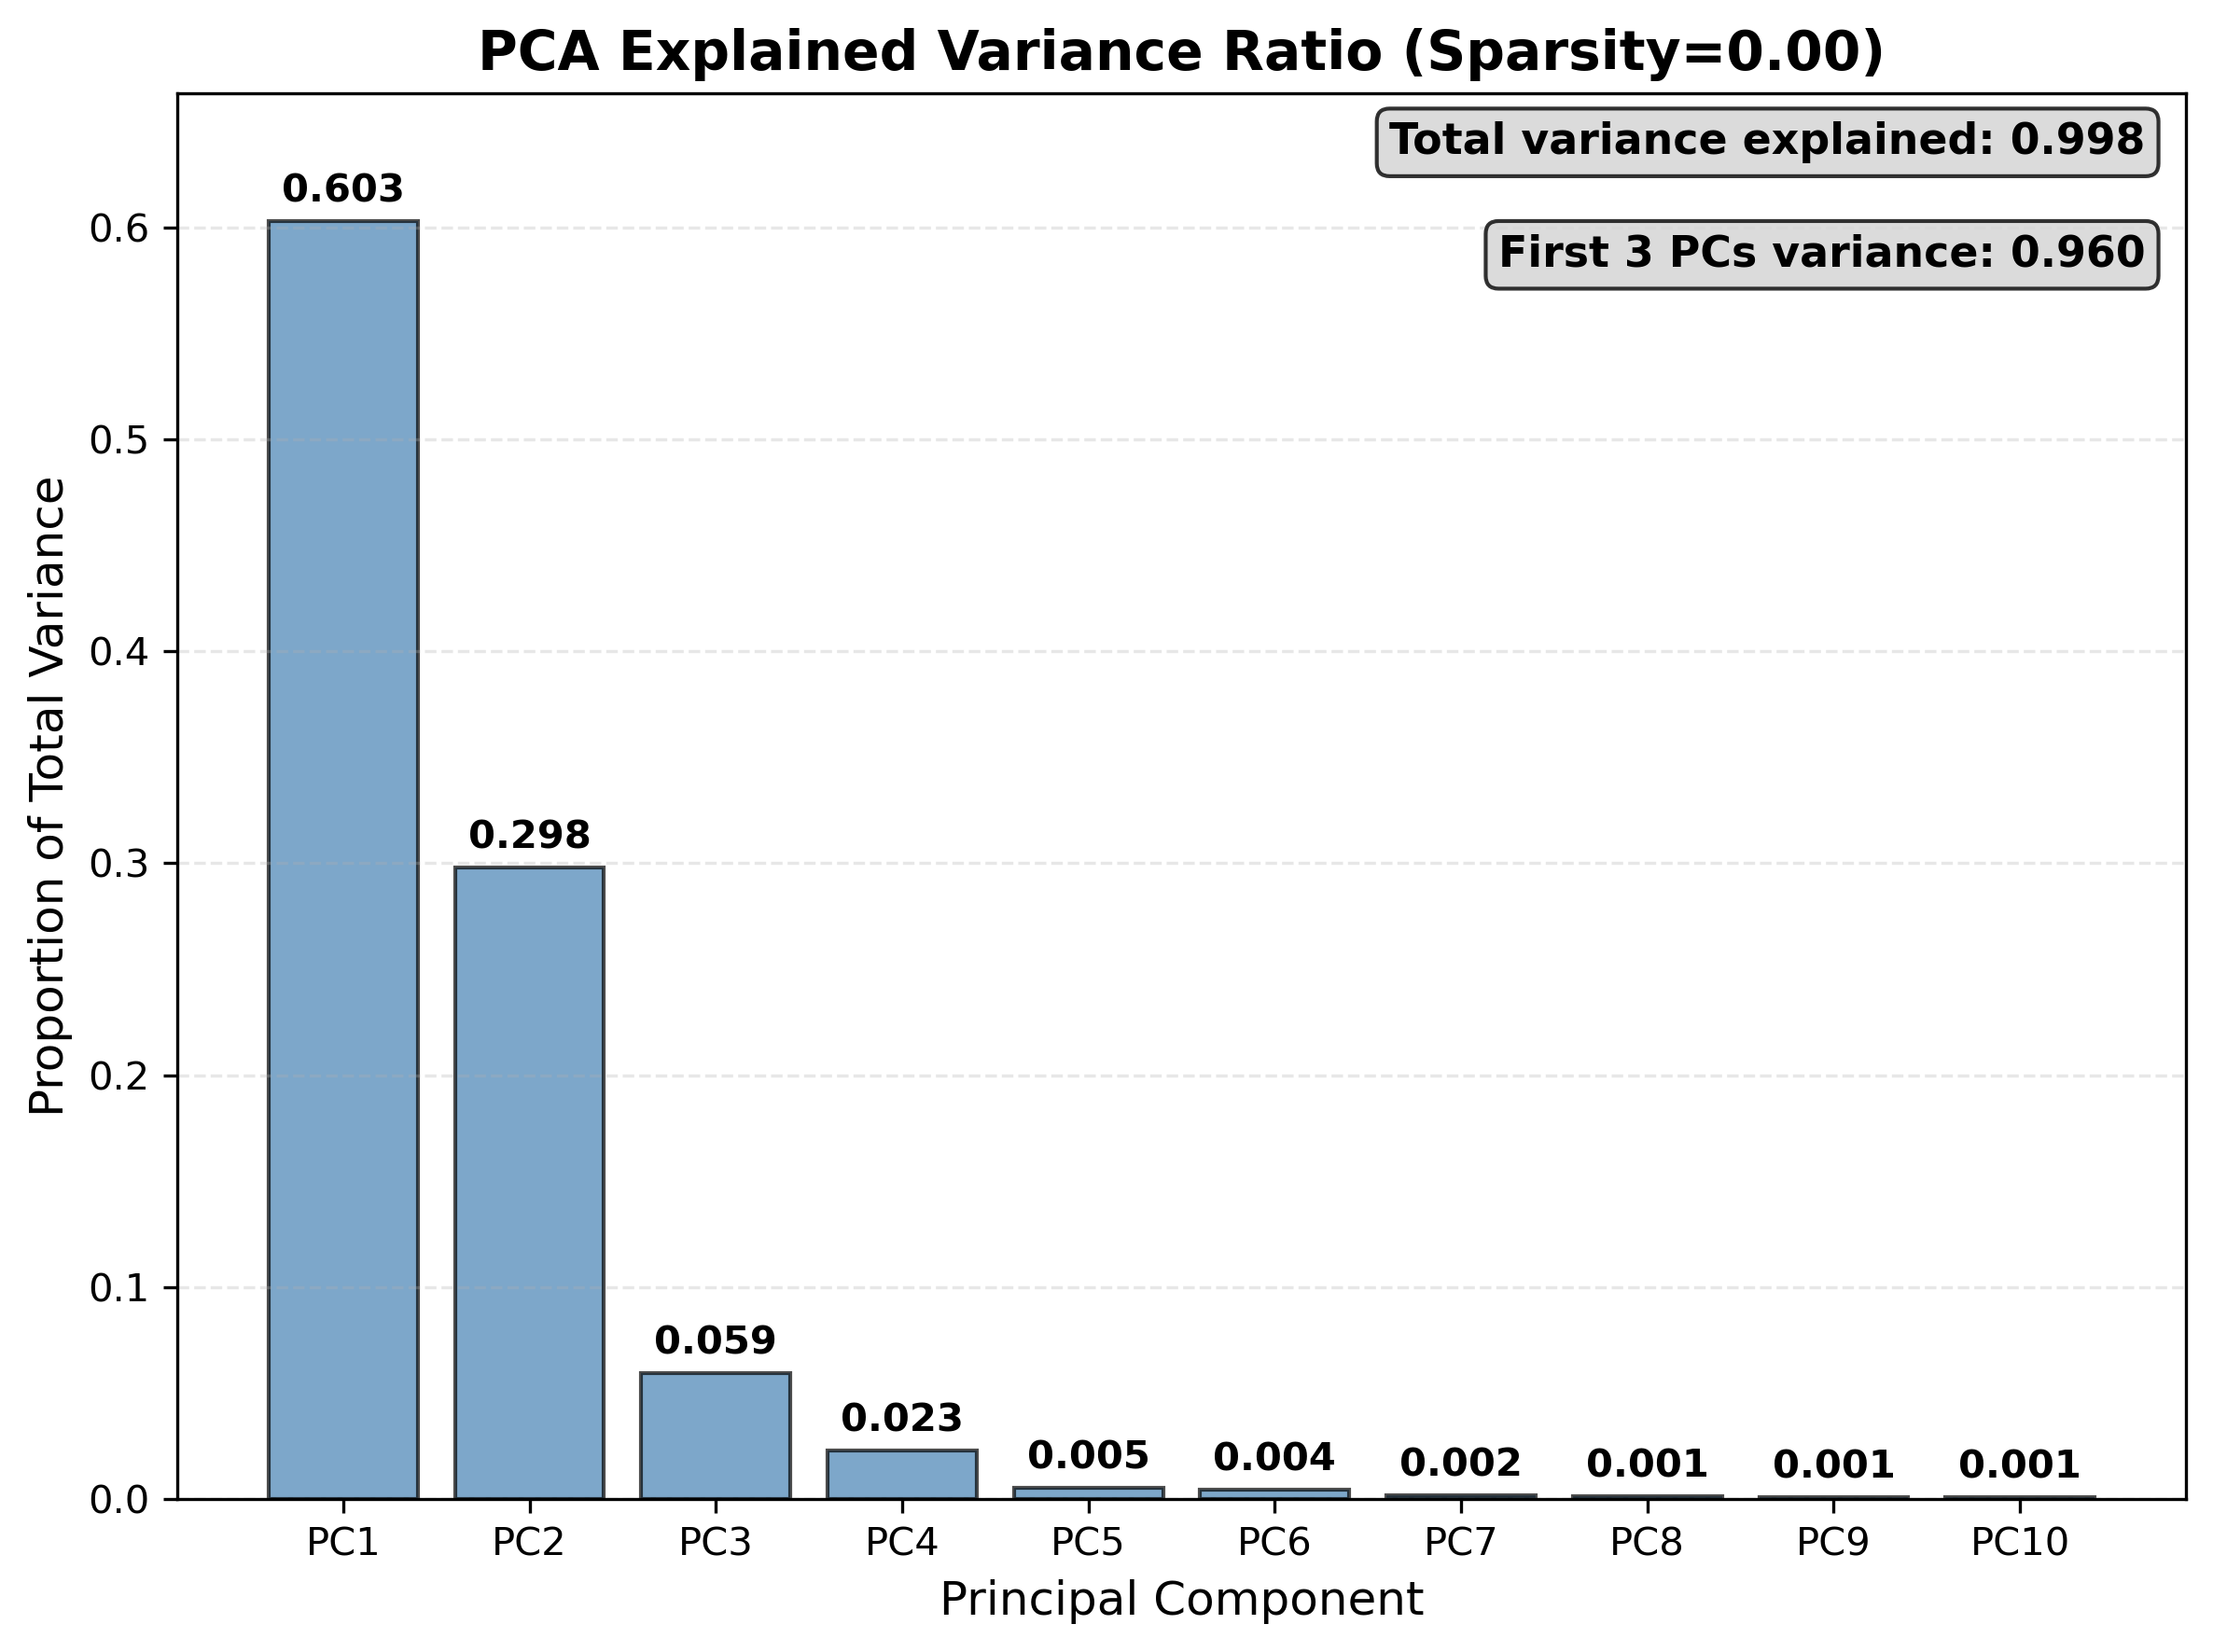 PCA Explained Variance Ratio (Sparsity=0.00)
Total variance explained: 0.998
First 3 PCs variance: 0.960
Proportion of Total Variance
0.6
0.5
0.4
0.3
0.2
0.1
0.0
0.603
0.298
0.059
0.023
0.005
0.004
0.002
0.001
0.001
0.001
PC1
PC2
PC3
PC4
PC5
PC6
PC7
PC8
PC9
PC10
Principal Component